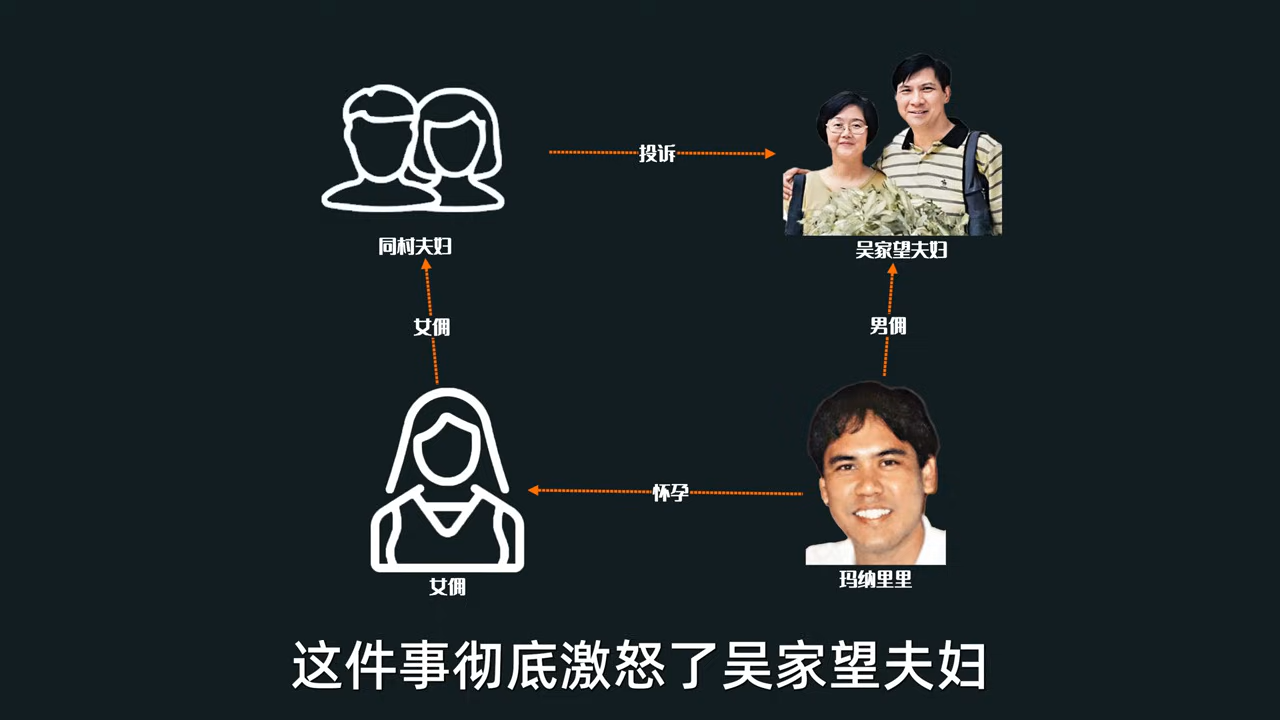 投诉
同村夫妇
吴家望夫妇
女佣
男佣
怀孕
女佣
玛纳里里
这件事彻底激怒了吴家望夫妇